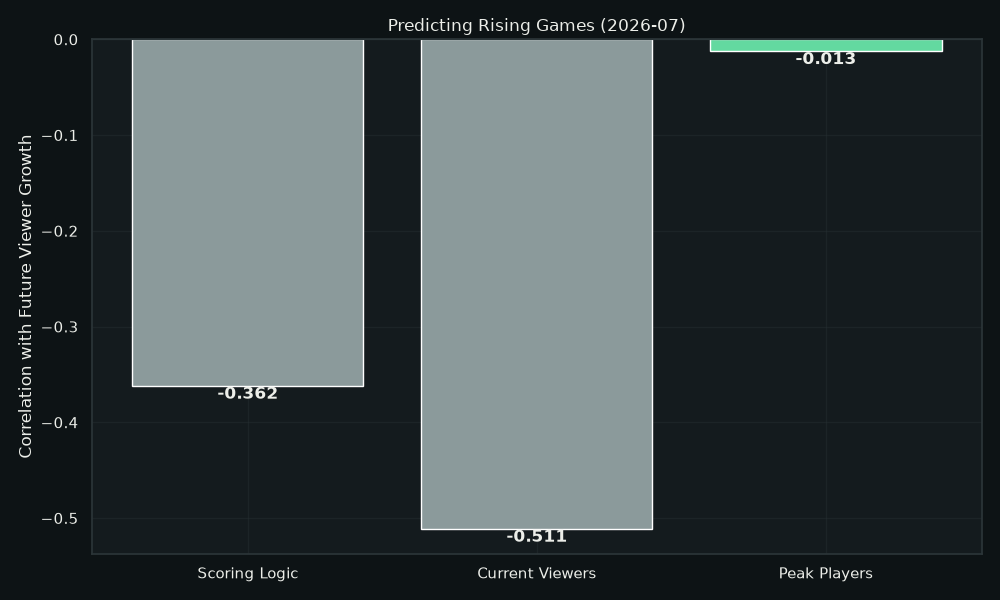 Predicting Rising Games (2026-07)
Correlation with Future Viewer Growth
0.0
−0.1
−0.2
−0.3
−0.4
−0.5
-0.362
-0.511
-0.013
Scoring Logic
Current Viewers
Peak Players